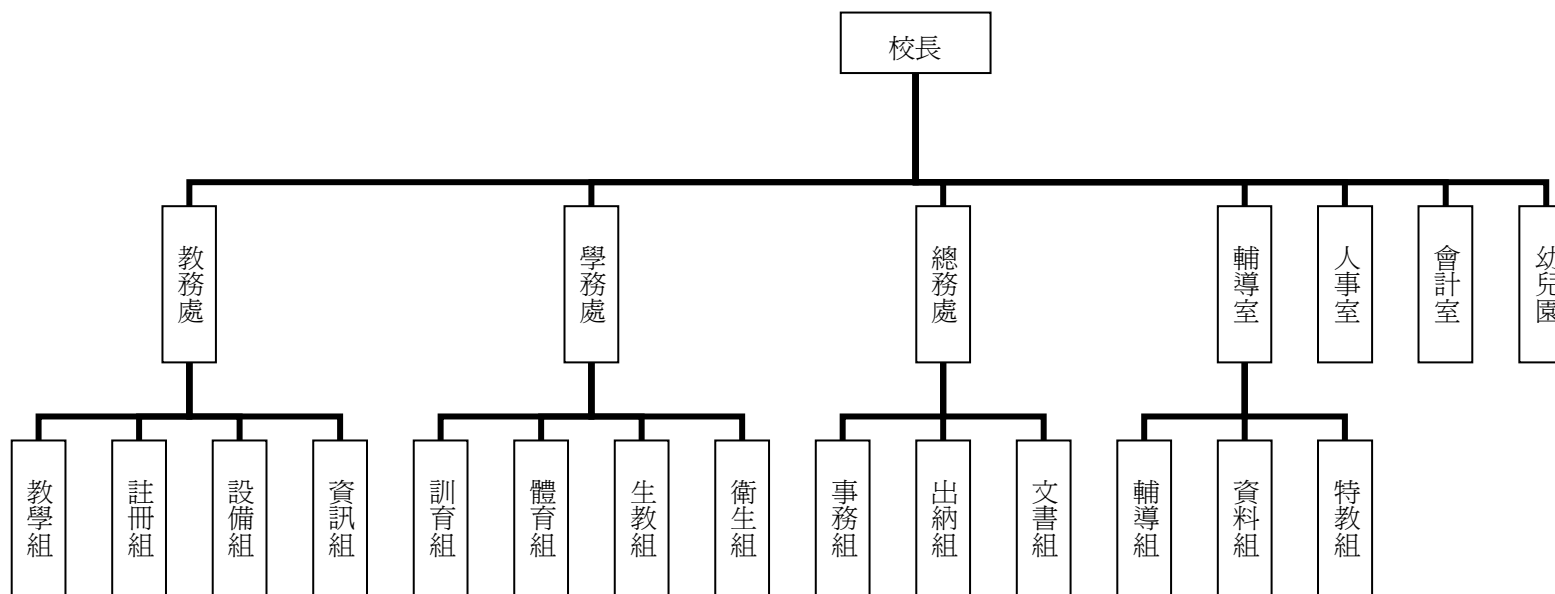 校長
教務處
學務處
總務處
輔導室
人事室
會計室
幼兒園
教學組
註冊組
設備組
資訊組
訓育組
體育組
生教組
衛生組
事務組
出納組
文書組
輔導組
資料組
特教組